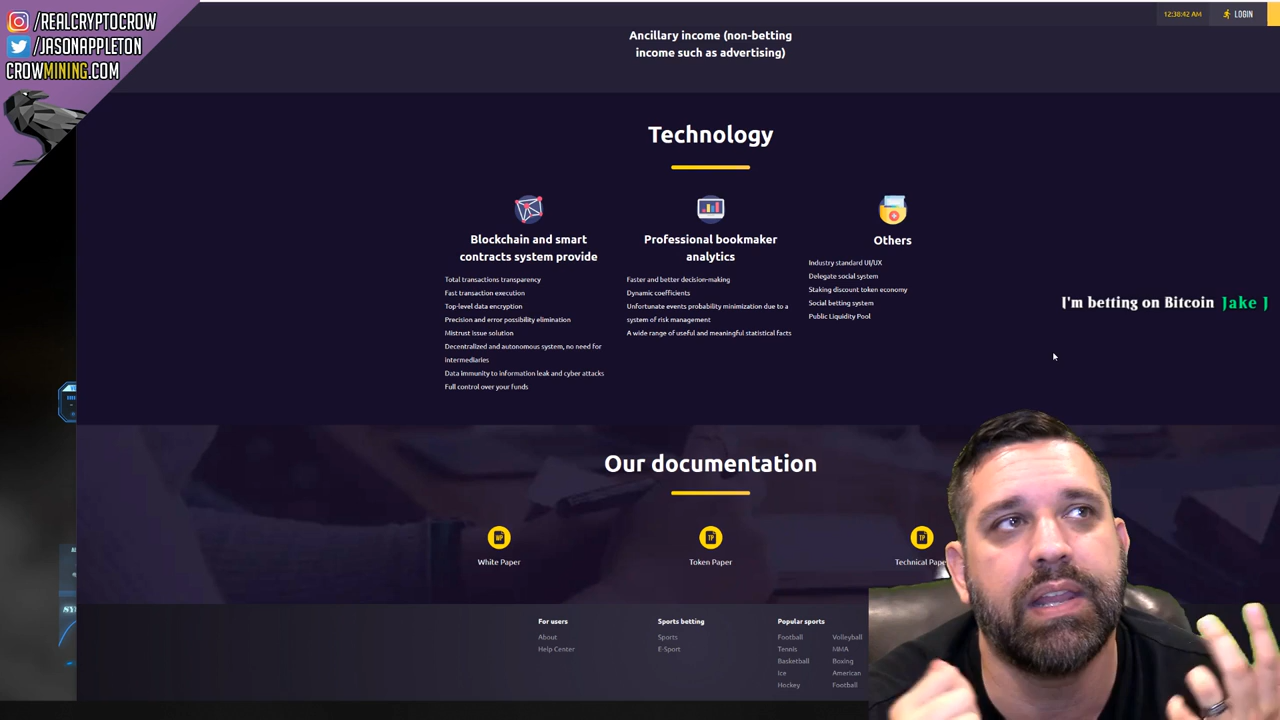 /REALCRYPTOCROW
/JASONAPPLETON
CROWMINING.COM
12:38:42 AM
LOGIN
Ancillary income (non-betting
income such as advertising)
Technology
Blockchain and smart
contracts system provide
Total transactions transparency
Fast transaction execution
Top-level data encryption
Precision and error possibility elimination
Mistrust issue solution
Decentralized and autonomous system, no need for
intermediaries
Data immunity to information leak and cyber attacks
Full control over your funds
Professional bookmaker
analytics
Faster and better decision-making
Dynamic coefficients
Unfortunate events probability minimization due to a
system of risk management
A wide range of useful and meaningful statistical facts
Others
Industry standard UI/UX
Delegate social system
Staking discount token economy
Social betting system
Public Liquidity Pool
I'm betting on Bitcoin Jake J
Our documentation
WP
White Paper
TP
Token Paper
TP
Technical Pape
For users
About
Help Center
Sports betting
Sports
E-Sport
Popular sports
Football
Tennis
Basketball
Ice
Hockey
Volleyball
MMA
Boxing
American
Football